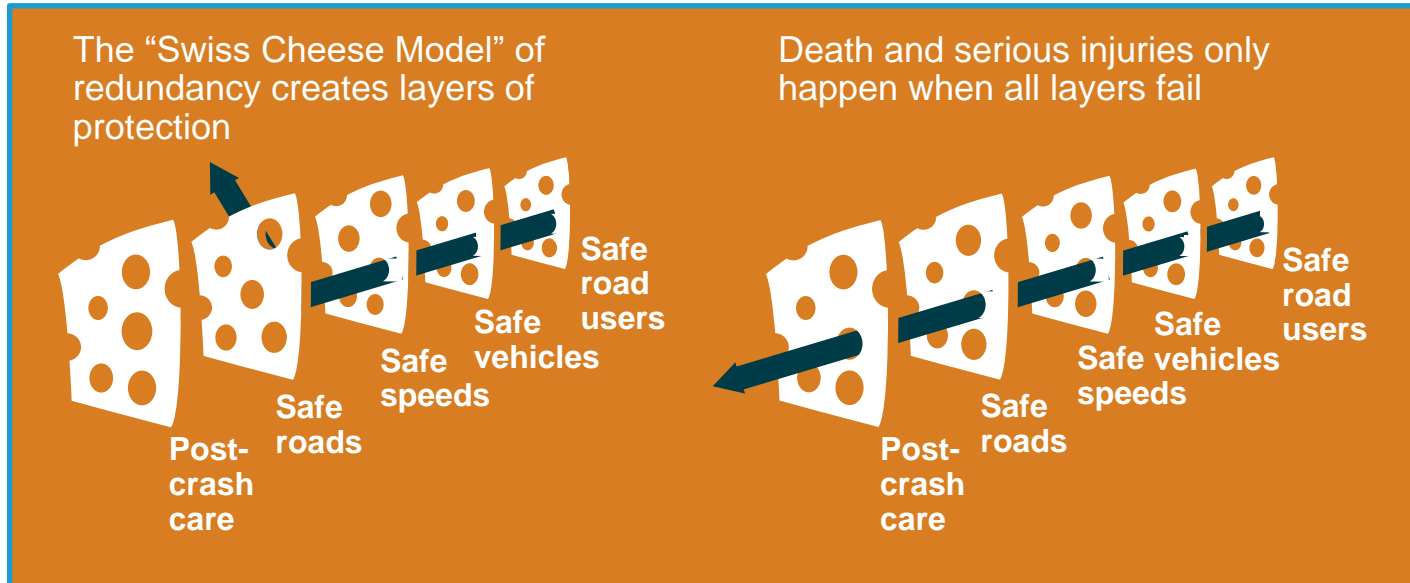 The “Swiss Cheese Model” of
redundancy creates layers of
protection
Safe
road
users
Safe
vehicles
Safe
speeds
Safe
roads
Post-
crash
care
Death and serious injuries only
happen when all layers fail
Safe
road
users
Safe
vehicles
Safe
speeds
Safe
roads
Post-
crash
care